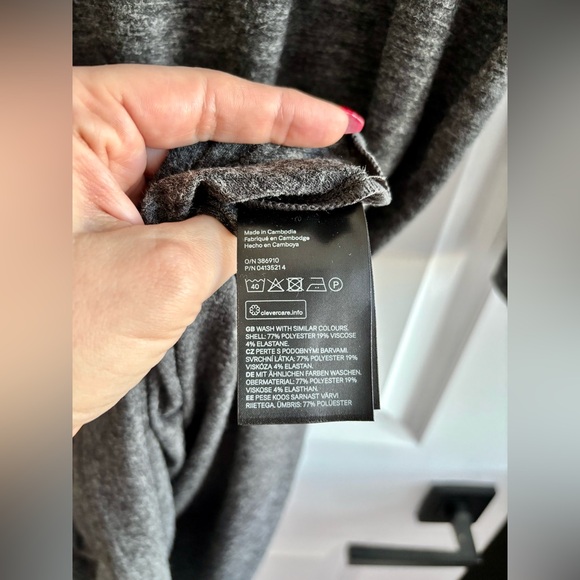 Made in Cambodia
Fabriqué en Cambodge
Hecho en Camboya
O/N 386910
P/N 04135214
40 P
clevercare.info
GB WASH WITH SIMILAR COLOURS.
SHELL: 77% POLYESTER 19% VISCOSE
4% ELASTANE.
CZ PERTE S PODOBNÝMI BARVAMI.
SVRCHNÍ LÁTKA: 77% POLYESTER 19%
VISKÓZA 4% ELASTAN.
DE MIT ÄHNLICHEN FARBEN WASCHEN.
OBERMATERIAL: 77% POLYESTER 19%
VISKOSE 4% ELASTHAN.
EE PESE KOOS SARNAST VÄRVI
RIIETEGA. ÜMBRIS: 77% POLÜESTER